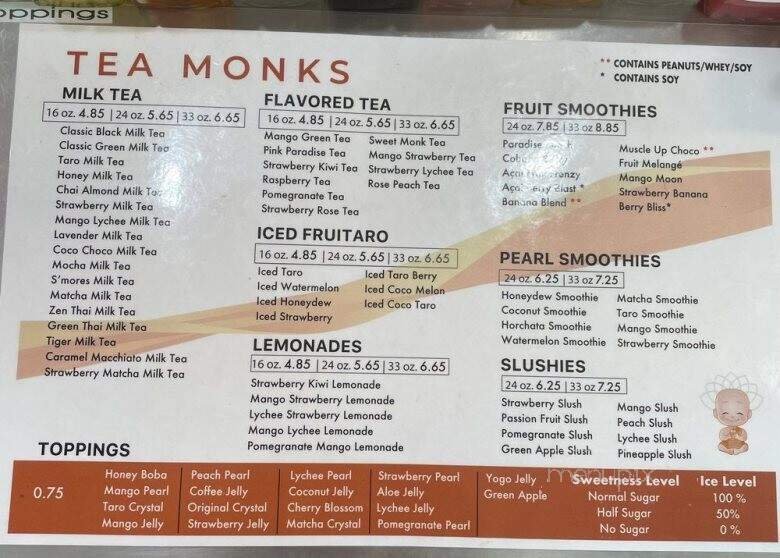 oppings
TEA MONKS
** CONTAINS PEANUTS/WHEY/SOY
* CONTAINS SOY
MILK TEA
16 oz. 4.85 | 24 oz. 5.65 | 33 oz. 6.65
Classic Black Milk Tea
Classic Green Milk Tea
Taro Milk Tea
Honey Milk Tea
Chai Almond Milk Tea
Strawberry Milk Tea
Mango Lychee Milk Tea
Lavender Milk Tea
Coco Choco Milk Tea
Mocha Milk Tea
S'mores Milk Tea
Matcha Milk Tea
Zen Thai Milk Tea
Green Thai Milk Tea
Tiger Milk Tea
Caramel Macchiato Milk Tea
Strawberry Matcha Milk Tea
FLAVORED TEA
16 oz. 4.85 | 24 oz. 5.65 | 33 oz. 6.65
Mango Green Tea
Pink Paradise Tea
Strawberry Kiwi Tea
Raspberry Tea
Pomegranate Tea
Strawberry Rose Tea
Sweet Monk Tea
Mango Strawberry Tea
Strawberry Lychee Tea
Rose Peach Tea
ICED FRUITARO
16 oz. 4.85 | 24 oz. 5.65 | 33 oz. 6.65
Iced Taro
Iced Watermelon
Iced Honeydew
Iced Strawberry
Iced Taro Berry
Iced Coco Melon
Iced Coco Taro
LEMONADES
16 oz. 4.85 | 24 oz. 5.65 | 33 oz. 6.65
Strawberry Kiwi Lemonade
Mango Strawberry Lemonade
Lychee Strawberry Lemonade
Mango Lychee Lemonade
Pomegranate Mango Lemonade
FRUIT SMOOTHIES
24 oz. 7.85 | 33 oz 8.85
Paradise
Acai
Blast *
Banana Blend **
Muscle Up Choco **
Fruit Melangé
Mango Moon
Strawberry Banana
Berry Bliss*
PEARL SMOOTHIES
24 oz. 6.25 | 33 oz 7.25
Honeydew Smoothie
Coconut Smoothie
Horchata Smoothie
Watermelon Smoothie
Matcha Smoothie
Taro Smoothie
Mango Smoothie
Strawberry Smoothie
SLUSHIES
24 oz. 6.25 | 33 oz 7.25
Strawberry Slush
Passion Fruit Slush
Pomegranate Slush
Green Apple Slush
Mango Slush
Peach Slush
Lychee Slush
Pineapple Slush
TOPPINGS
0.75
Honey Boba
Mango Pearl
Taro Crystal
Mango Jelly
Peach Pearl
Coffee Jelly
Original Crystal
Strawberry Jelly
Lychee Pearl
Coconut Jelly
Cherry Blossom
Matcha Crystal
Strawberry Pearl
Aloe Jelly
Lychee Jelly
Pomegranate Pearl
Yogo Jelly
Green Apple
Sweetness Level
Normal Sugar
Half Sugar
No Sugar
Ice Level
100 %
50%
0 %